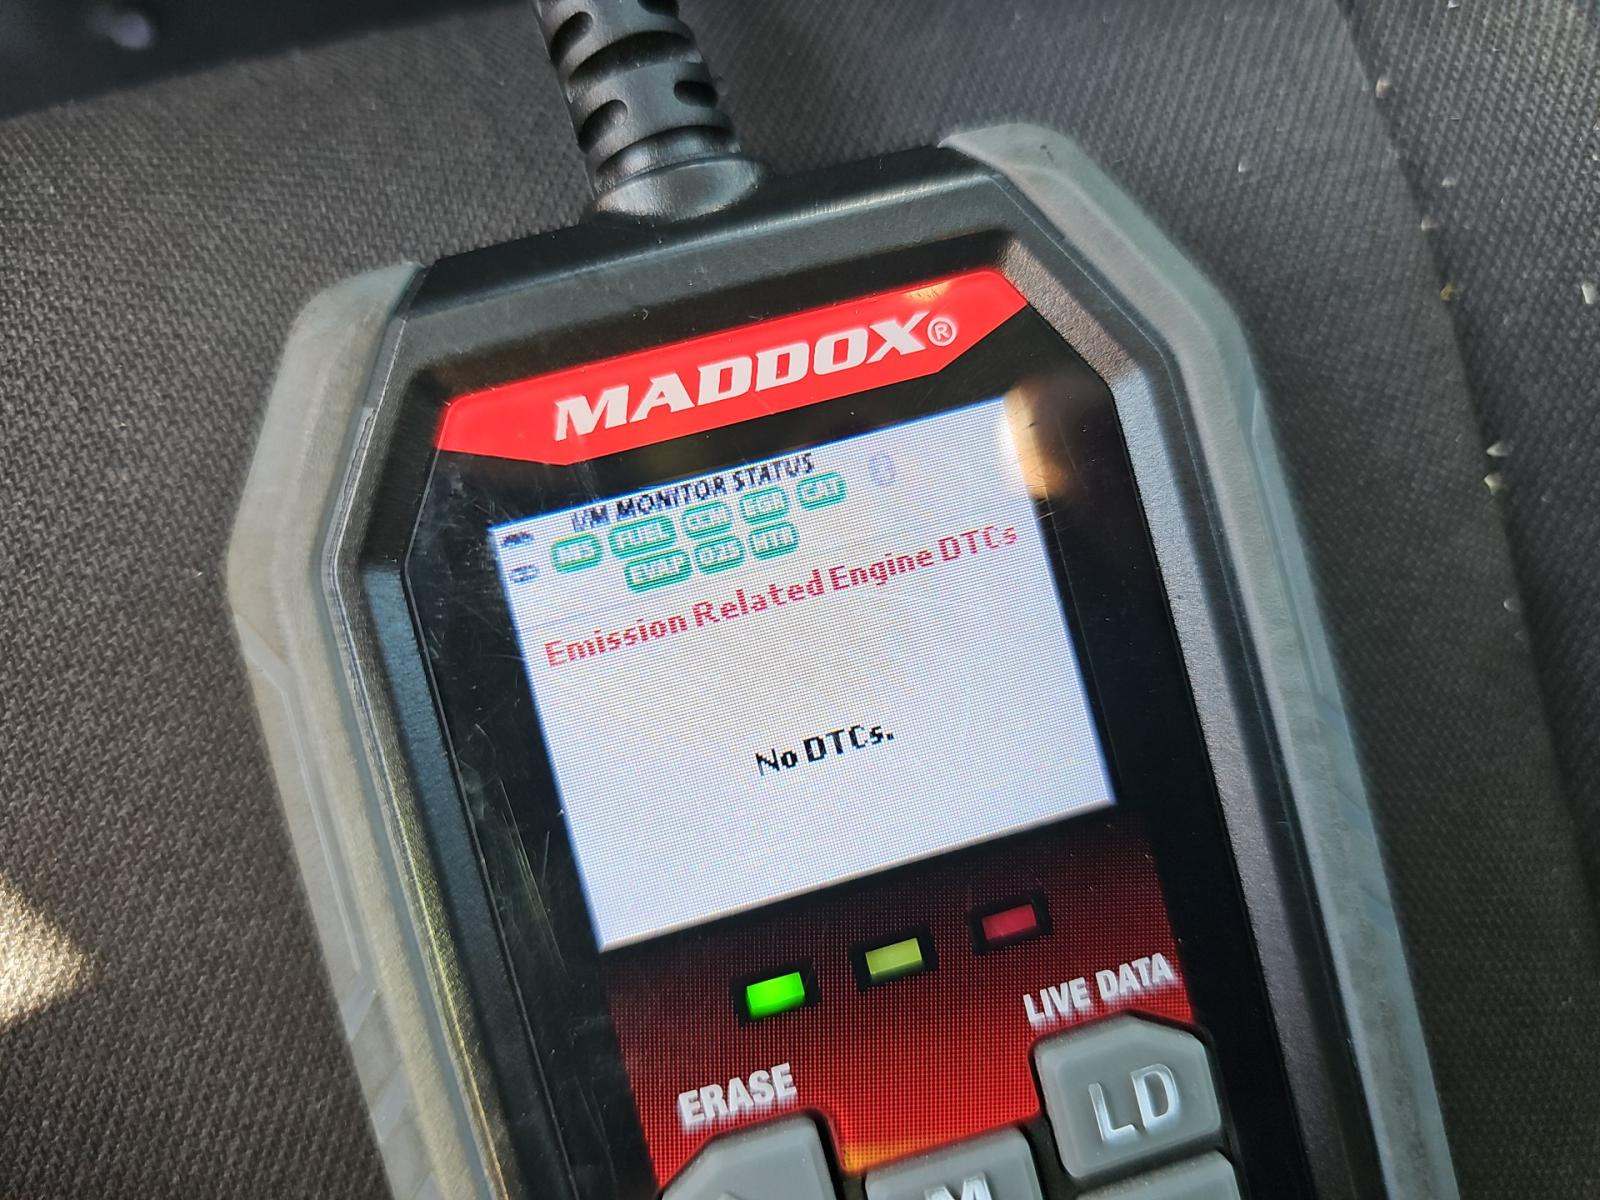 MADDOX®
I/M MONITOR STATUS
MIS FUEL CCM EGR CAT
EVAP O2S HTR
Emission Related Engine DTCs
No DTCs.
LIVE DATA
ERASE
LD
M